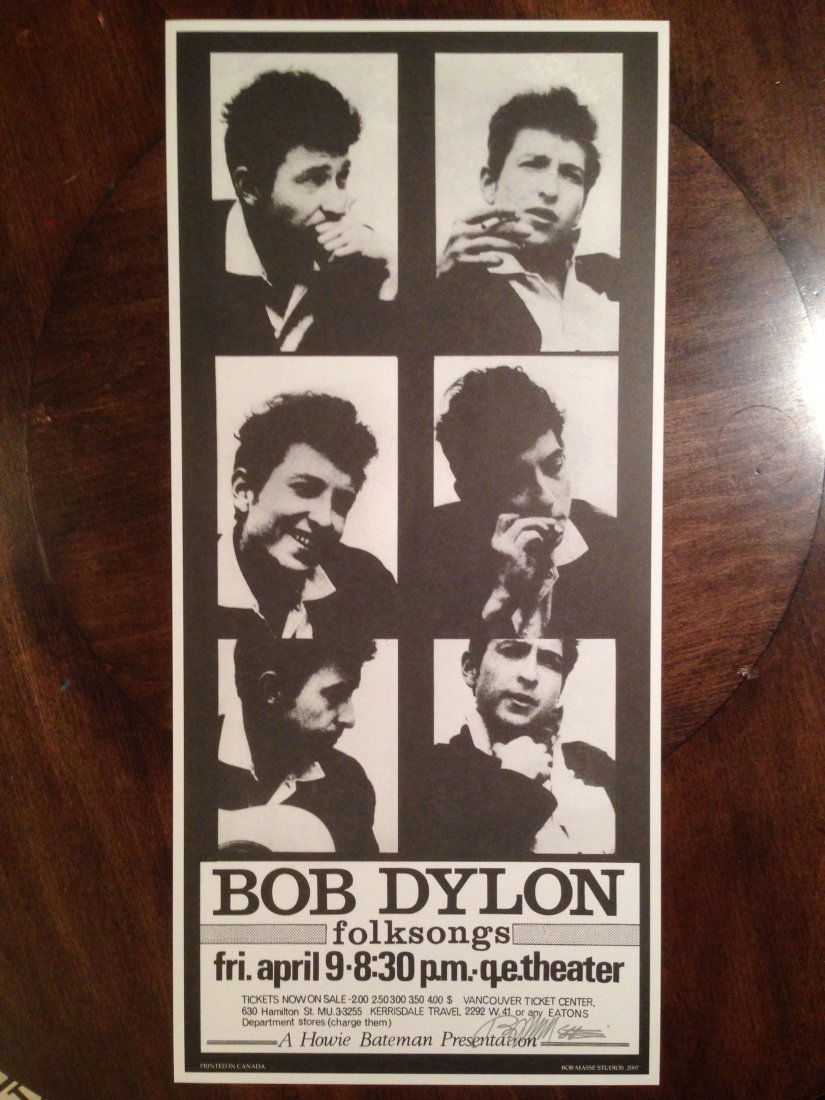 BOB DYLON
folksongs
fri. april 9·8:30 p.m.·q.e.theater
TICKETS NOW ON SALE -2.00 2.50 3.00 3.50 4.00 $ VANCOUVER TICKET CENTER,
630 Hamilton St. MU.3-3255 KERRISDALE TRAVEL 2292 W. 41 or any EATONS
Department stores (charge them)
A Howie Bateman Presentation
PRINTED IN CANADA
BOB MASSE STUDIOS 2007